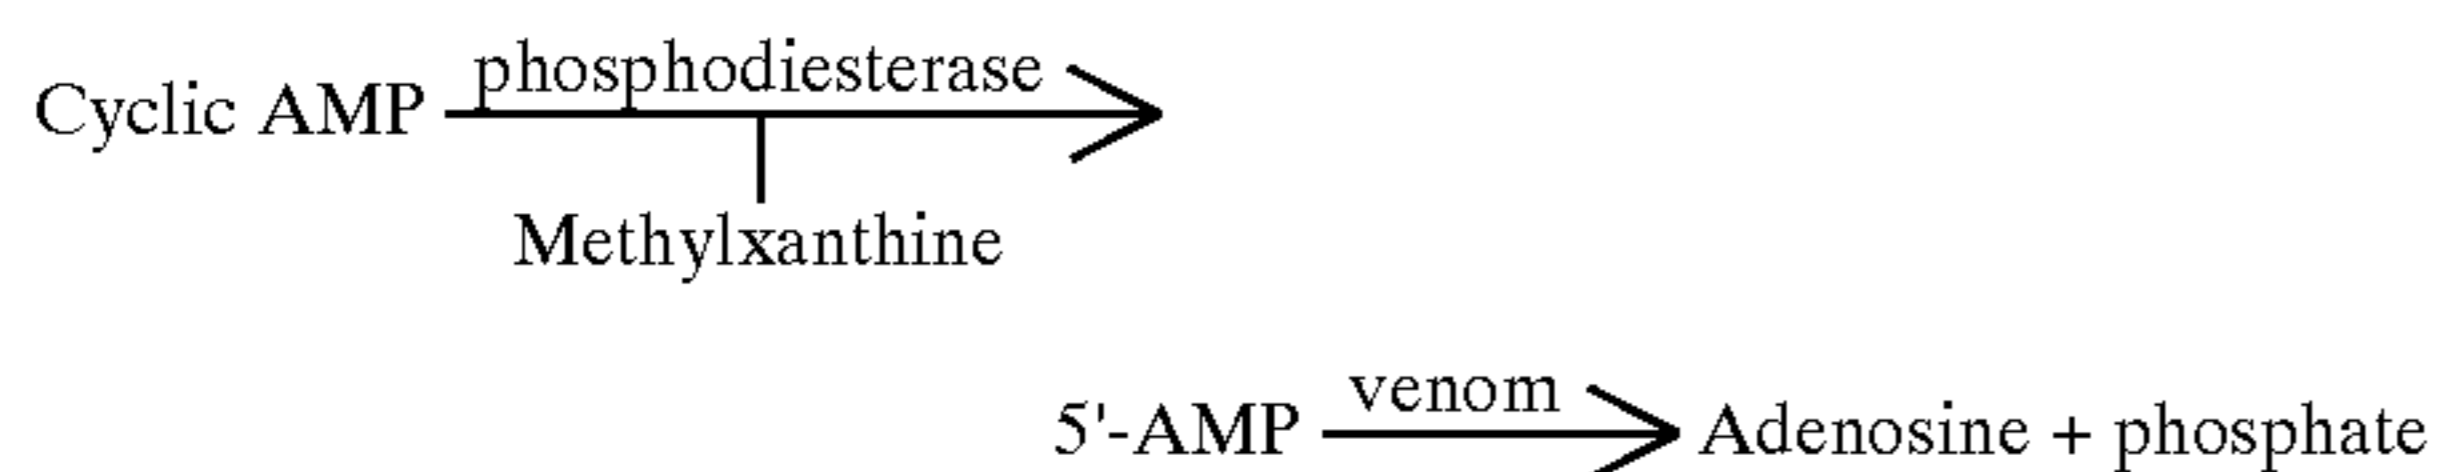 phosphodiesterase
Cyclic AMP
Methylxanthine
venom
5'-AMP Adenosine + phosphate